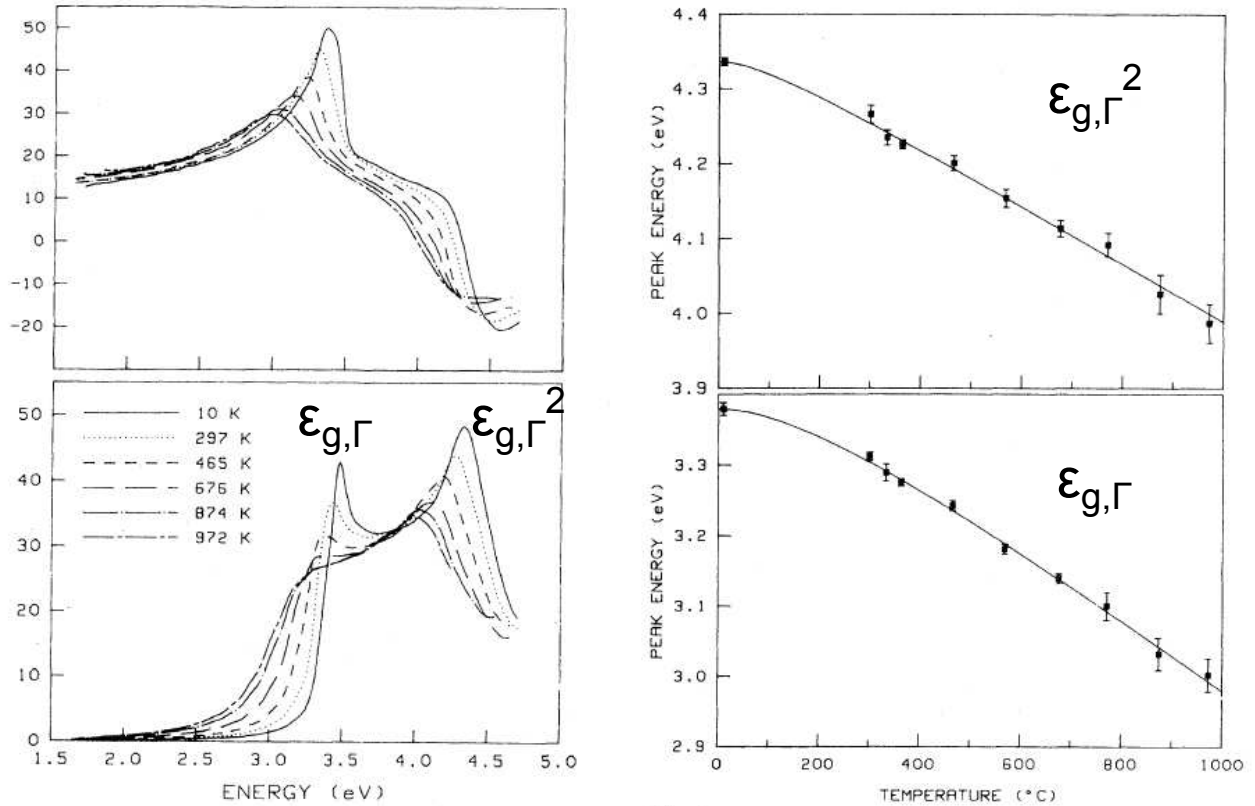 50
40
30
20
10
0
-10
-20
50
40
30
20
10
0
10 K
297 K
465 K
676 K
874 K
972 K
εg,Γ
εg,Γ2
1.5 2.0 2.5 3.0 3.5 4.0 4.5 5.0
ENERGY (eV)
4.4
4.3
4.2
4.1
4.0
3.9
PEAK ENERGY (eV)
εg,Γ2
3.3
3.2
3.1
3.0
2.9
PEAK ENERGY (eV)
εg,Γ
0 200 400 600 800 1000
TEMPERATURE (°C)